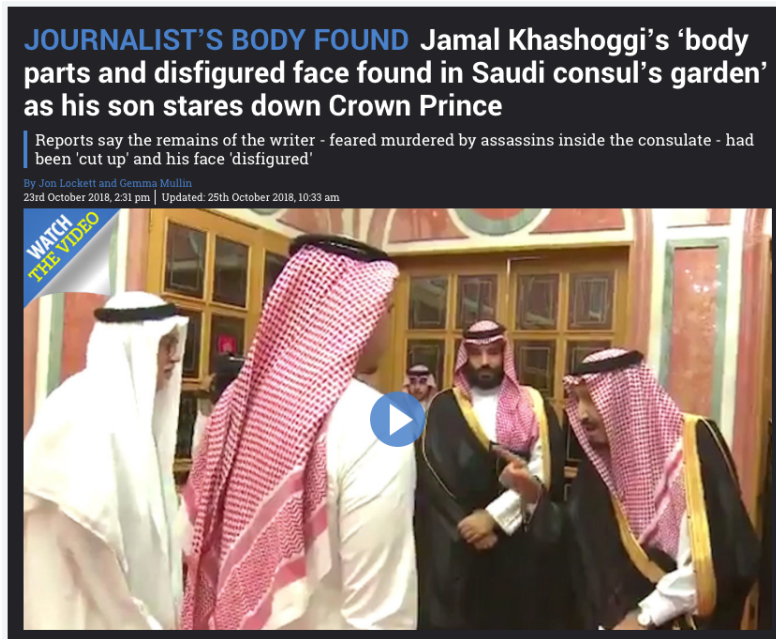 JOURNALIST’S BODY FOUND Jamal Khashoggi’s ‘body
parts and disfigured face found in Saudi consul’s garden’
as his son stares down Crown Prince
Reports say the remains of the writer - feared murdered by assassins inside the consulate - had
been 'cut up' and his face 'disfigured'
By Jon Lockett and Gemma Mullin
23rd October 2018, 2:31 pm | Updated: 25th October 2018, 10:33 am
WATCH
THE VIDEO